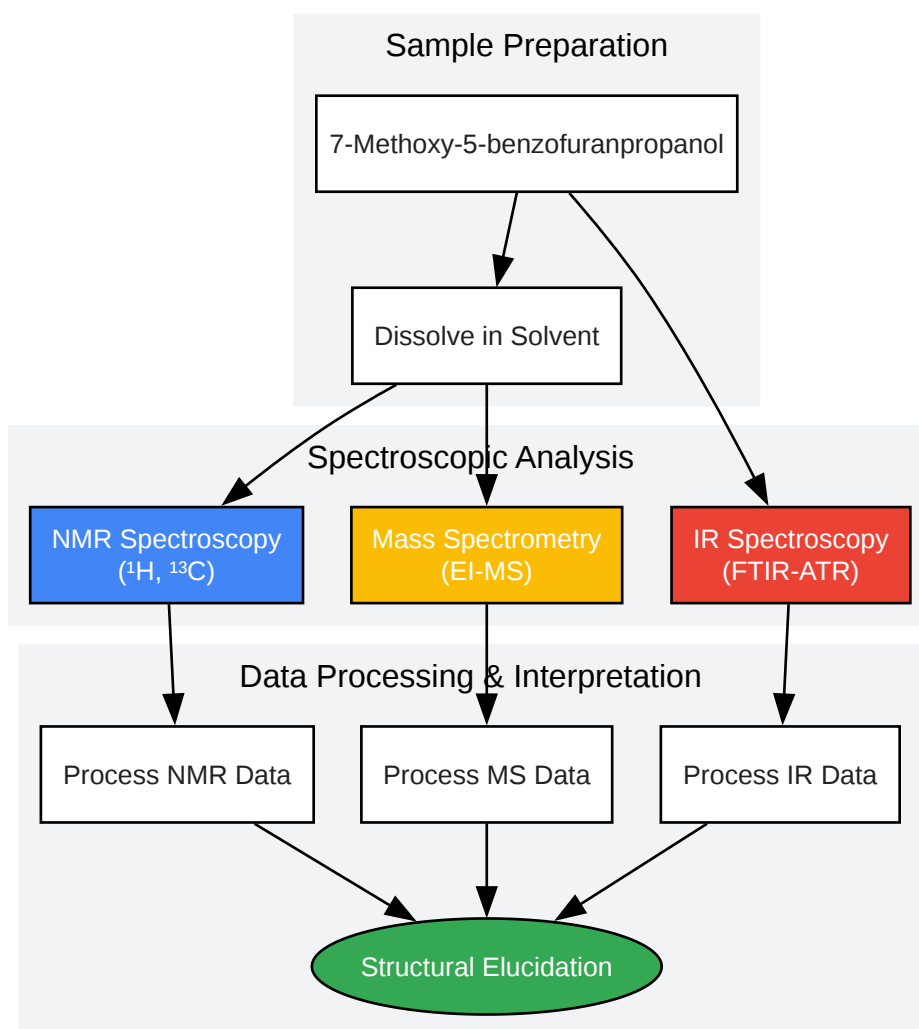 Sample Preparation
7-Methoxy-5-benzofuranpropanol
Dissolve in Solvent
Spectroscopic Analysis
NMR Spectroscopy
(¹H, ¹³C)
Mass Spectrometry
(EI-MS)
IR Spectroscopy
(FTIR-ATR)
Data Processing & Interpretation
Process NMR Data
Process MS Data
Process IR Data
Structural Elucidation